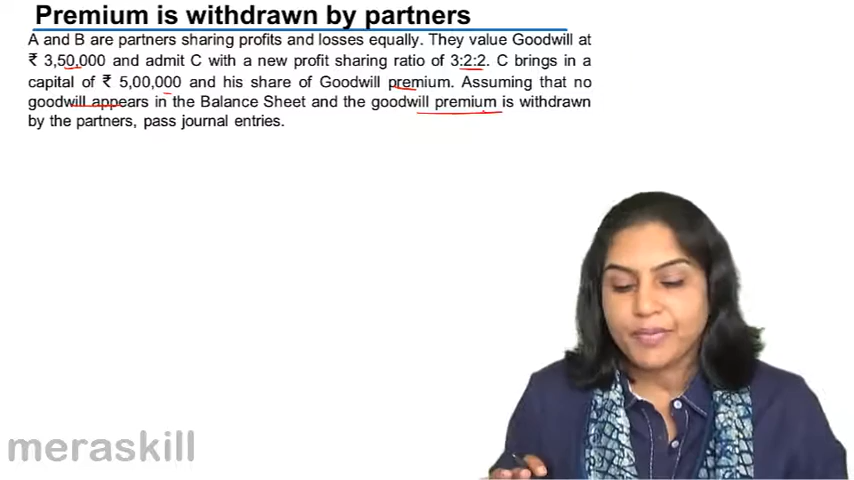 Premium is withdrawn by partners
A and B are partners sharing profits and losses equally. They value Goodwill at
₹ 3,50,000 and admit C with a new profit sharing ratio of 3:2:2. C brings in a
capital of ₹ 5,00,000 and his share of Goodwill premium. Assuming that no
goodwill appears in the Balance Sheet and the goodwill premium is withdrawn
by the partners, pass journal entries.
meraskill